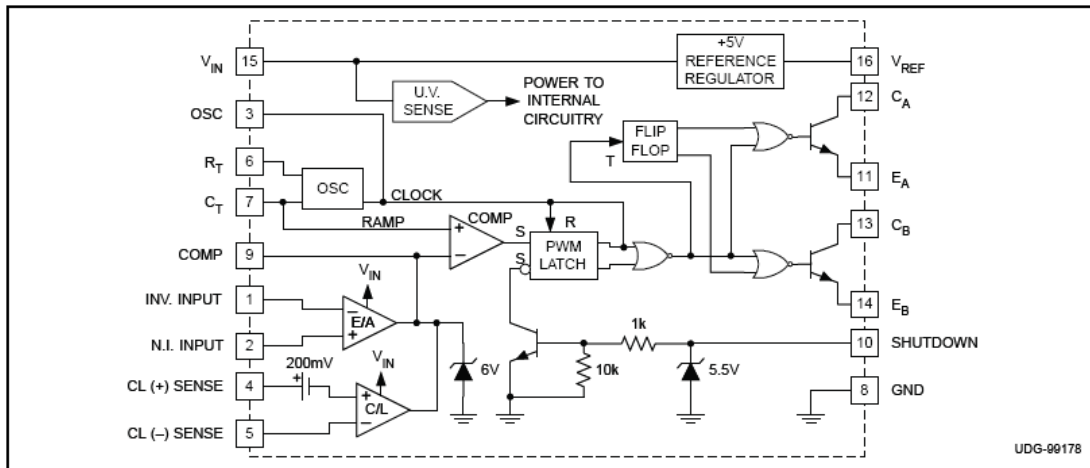 V_IN 15
+5V
REFERENCE
REGULATOR
16 V_REF
U.V.
SENSE
POWER TO
INTERNAL
CIRCUITRY
12 C_A
OSC 3
FLIP
FLOP
T
R_T 6
OSC
11 E_A
CLOCK
C_T 7
RAMP
COMP
+
−
S
R
S
PWM
LATCH
13 C_B
COMP 9
V_IN
INV. INPUT 1
−
E/A
+
14 E_B
N.I. INPUT 2
1k
10 SHUTDOWN
200mV
V_IN
6V
10k
5.5V
CL (+) SENSE 4
+
+
C/L
−
8 GND
CL (–) SENSE 5
UDG-99178